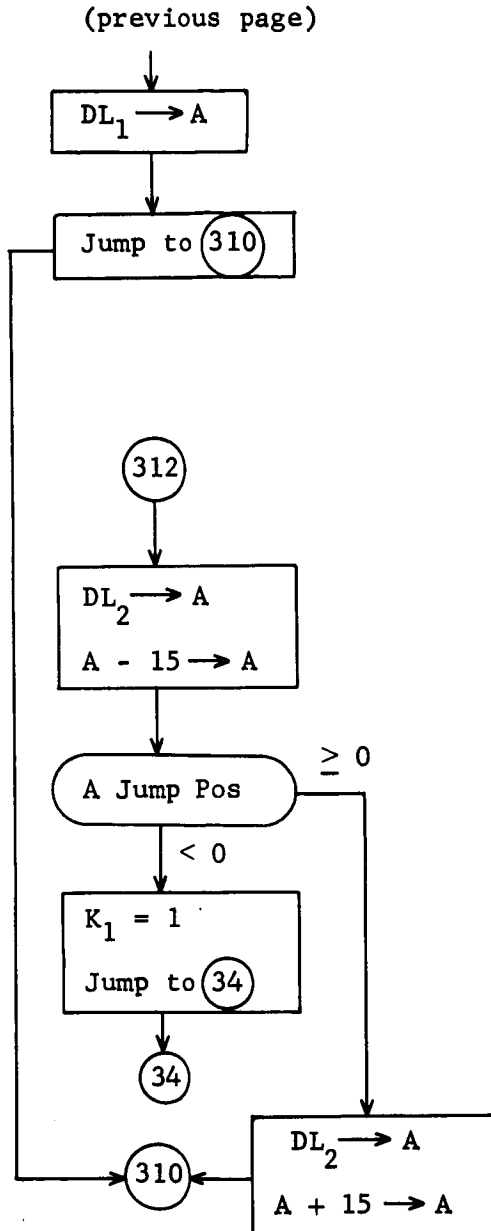 (previous page)
DL₁ → A
Jump to 310
312
DL₂ → A
A - 15 → A
A Jump Pos
≥ 0
< 0
K₁ = 1
Jump to 34
34
310
DL₂ → A
A + 15 → A